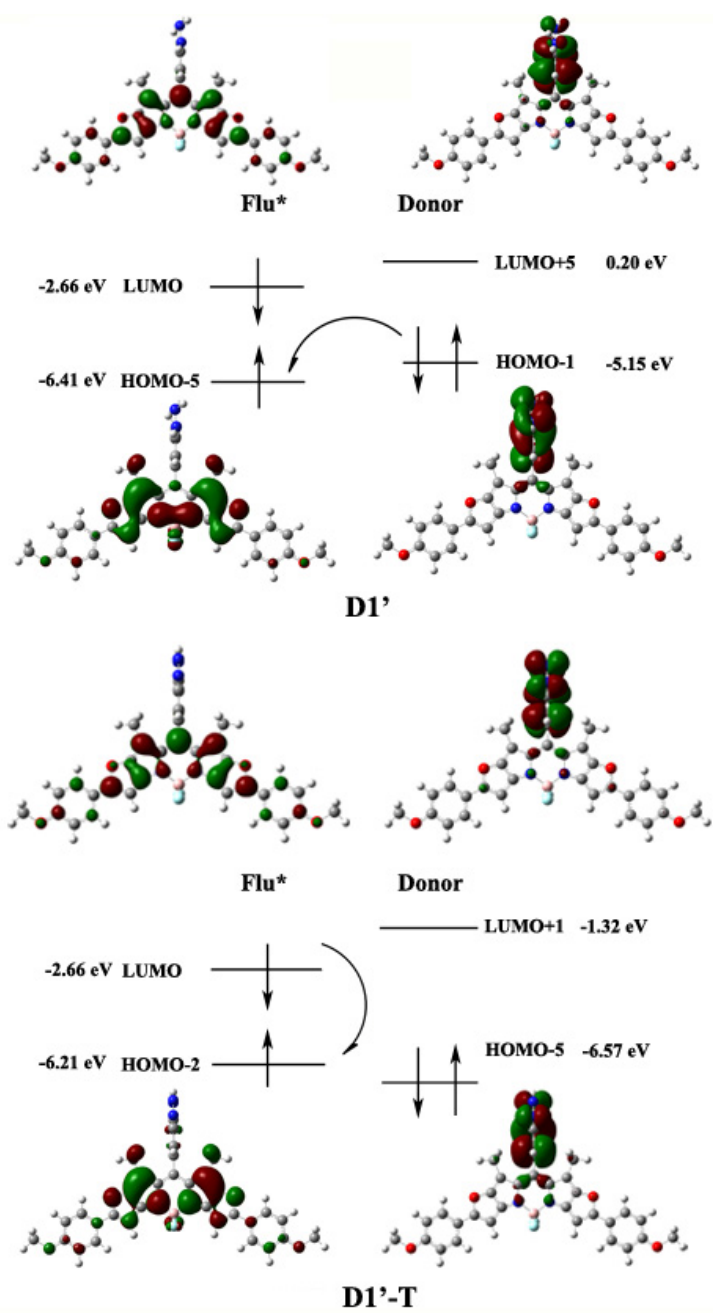 Flu* Donor
LUMO+5 0.20 eV
-2.66 eV LUMO
HOMO-1 -5.15 eV
-6.41 eV HOMO-5
D1’
Flu* Donor
LUMO+1 -1.32 eV
-2.66 eV LUMO
HOMO-5 -6.57 eV
-6.21 eV HOMO-2
D1’-T